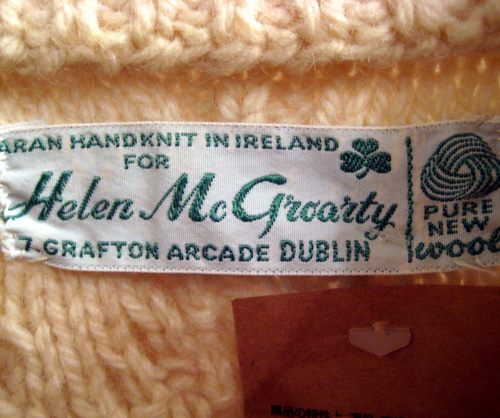 ARAN HANDKNIT IN IRELAND
FOR
Helen McGroarty
7 · GRAFTON ARCADE DUBLIN
PURE
NEW
wool